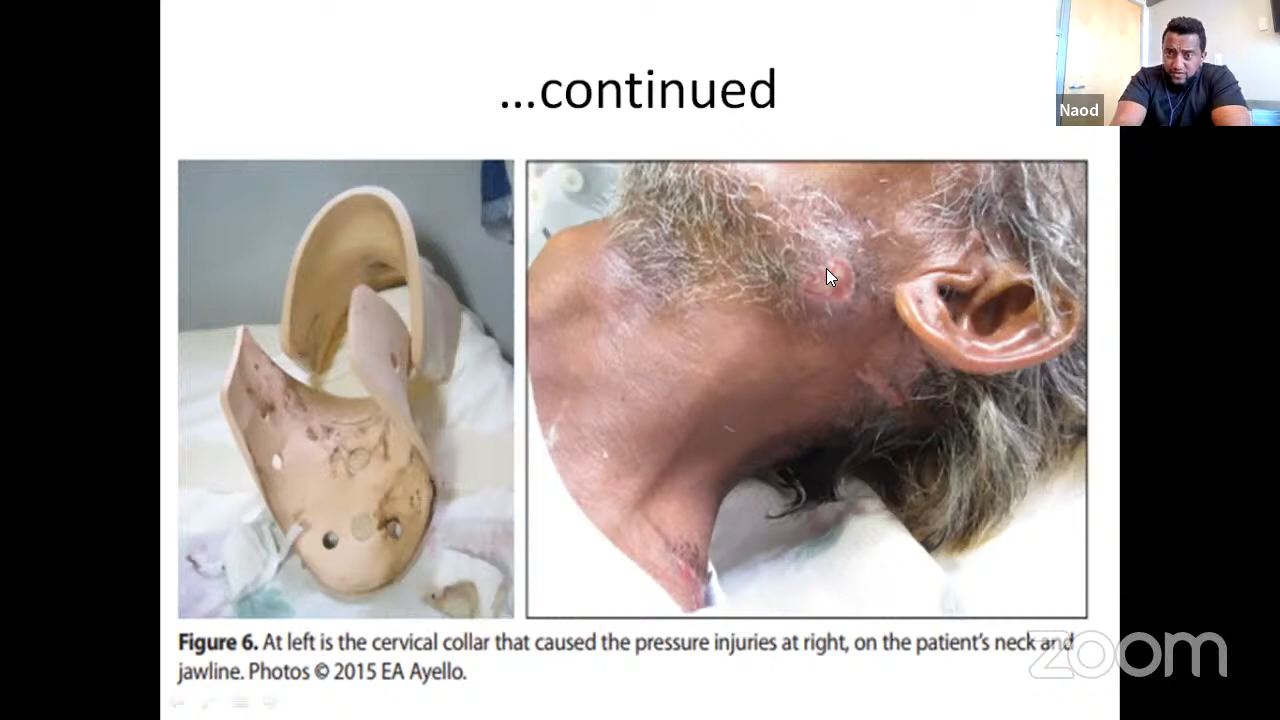 ...continued
Naod
Figure 6. At left is the cervical collar that caused the pressure injuries at right, on the patient's neck and
jawline. Photos © 2015 EA Ayello.
zoom